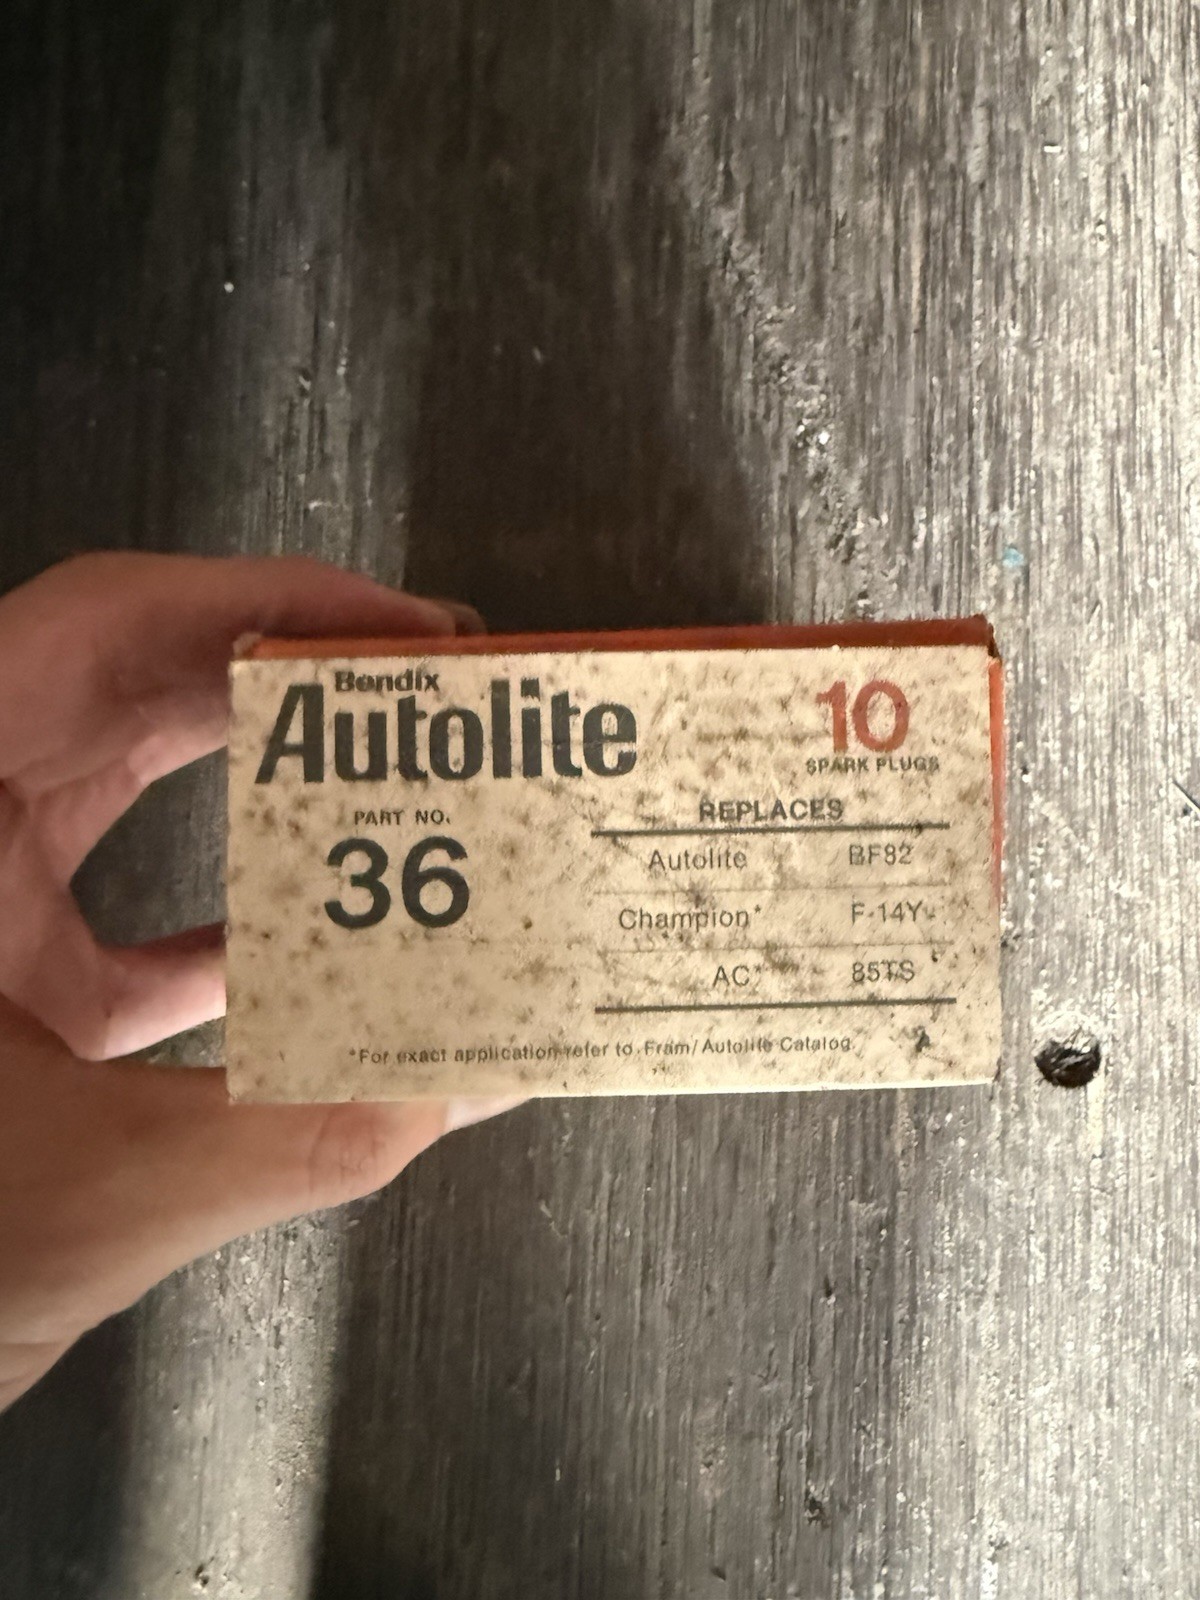 Bendix
Autolite
10
SPARK PLUGS
PART NO.
36
REPLACES
Autolite BF82
Champion* F-14Y
AC* 85TS
*For exact application refer to Fram/Autolite Catalog.
A